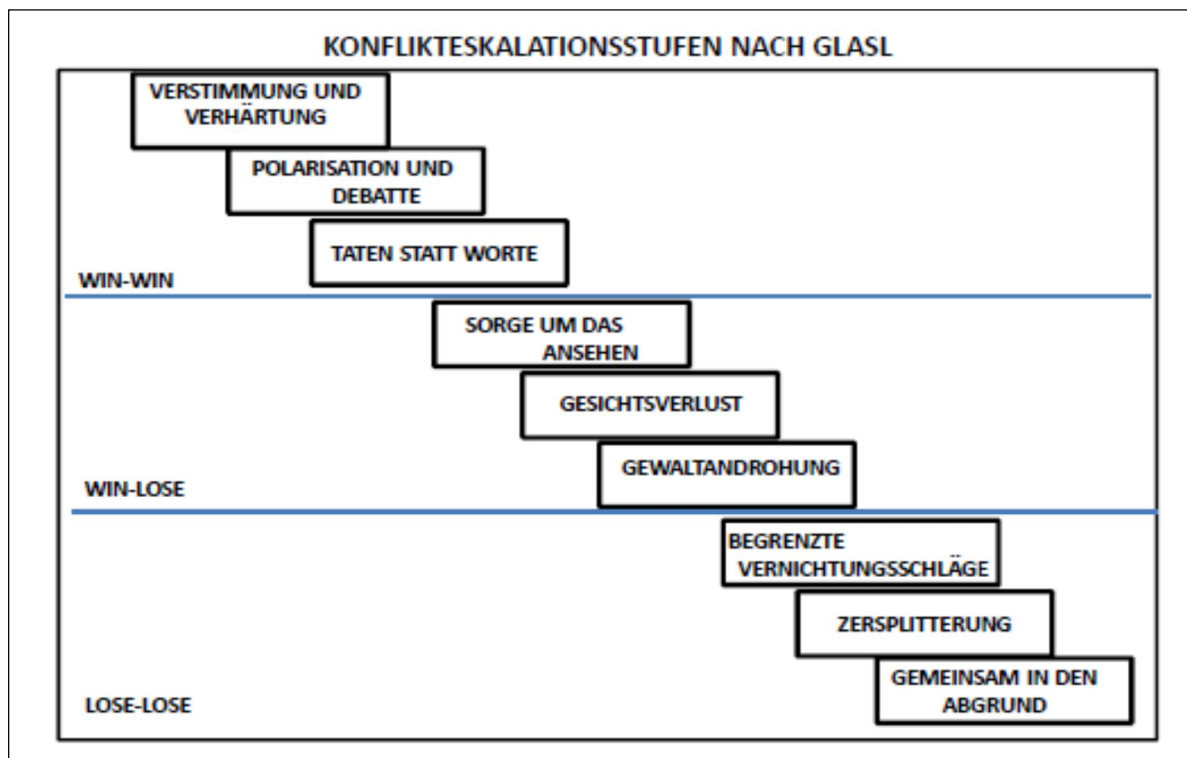 KONFLIKTESKALATIONSSTUFEN NACH GLASL
VERSTIMMUNG UND
VERHÄRTUNG
POLARISATION UND
DEBATTE
TATEN STATT WORTE
WIN-WIN
SORGE UM DAS
ANSEHEN
GESICHTSVERLUST
GEWALTANDROHUNG
WIN-LOSE
BEGRENZTE
VERNICHTUNGSSCHLÄGE
ZERSPLITTERUNG
GEMEINSAM IN DEN
ABGRUND
LOSE-LOSE